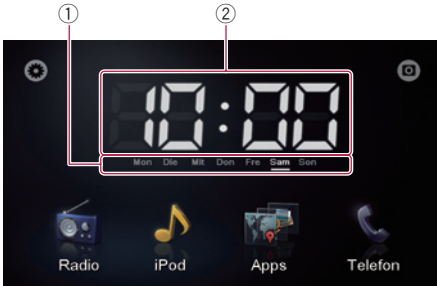 ① ②
10:00
Mon Die Mit Don Fre Sam Son
Radio iPod Apps Telefon